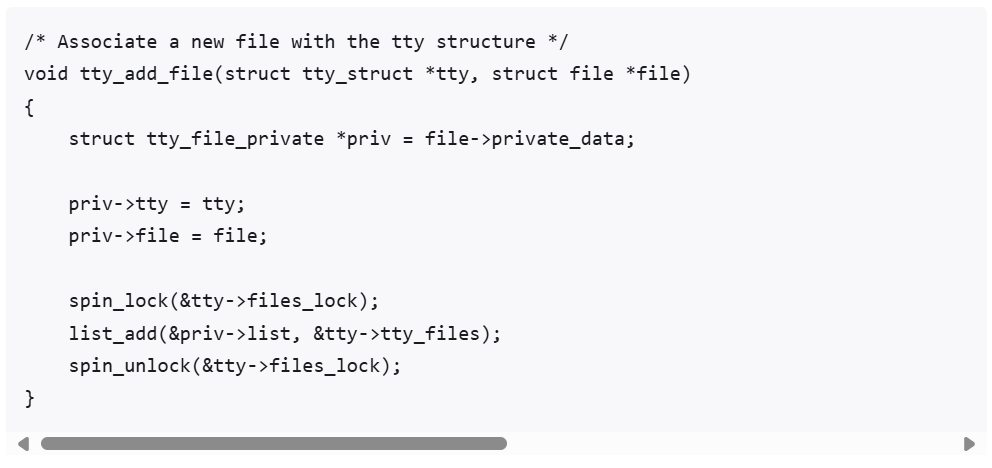 /* Associate a new file with the tty structure */
void tty_add_file(struct tty_struct *tty, struct file *file)
{
    struct tty_file_private *priv = file->private_data;

    priv->tty = tty;
    priv->file = file;

    spin_lock(&tty->files_lock);
    list_add(&priv->list, &tty->tty_files);
    spin_unlock(&tty->files_lock);
}